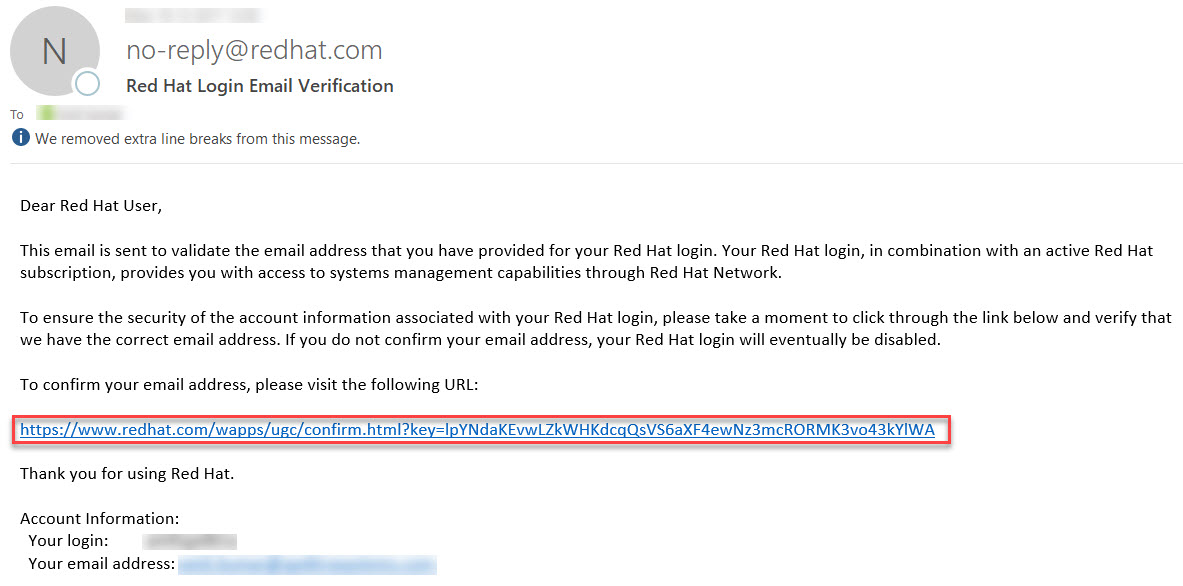 N
no-reply@redhat.com
Red Hat Login Email Verification
To
i We removed extra line breaks from this message.
Dear Red Hat User,
This email is sent to validate the email address that you have provided for your Red Hat login. Your Red Hat login, in combination with an active Red Hat
subscription, provides you with access to systems management capabilities through Red Hat Network.
To ensure the security of the account information associated with your Red Hat login, please take a moment to click through the link below and verify that
we have the correct email address. If you do not confirm your email address, your Red Hat login will eventually be disabled.
To confirm your email address, please visit the following URL:
https://www.redhat.com/wapps/ugc/confirm.html?key=lpYNdaKEvwLZkWHKdcqQsVS6aXF4ewNz3mcRORMK3vo43kYlWA
Thank you for using Red Hat.
Account Information:
Your login:
Your email address: